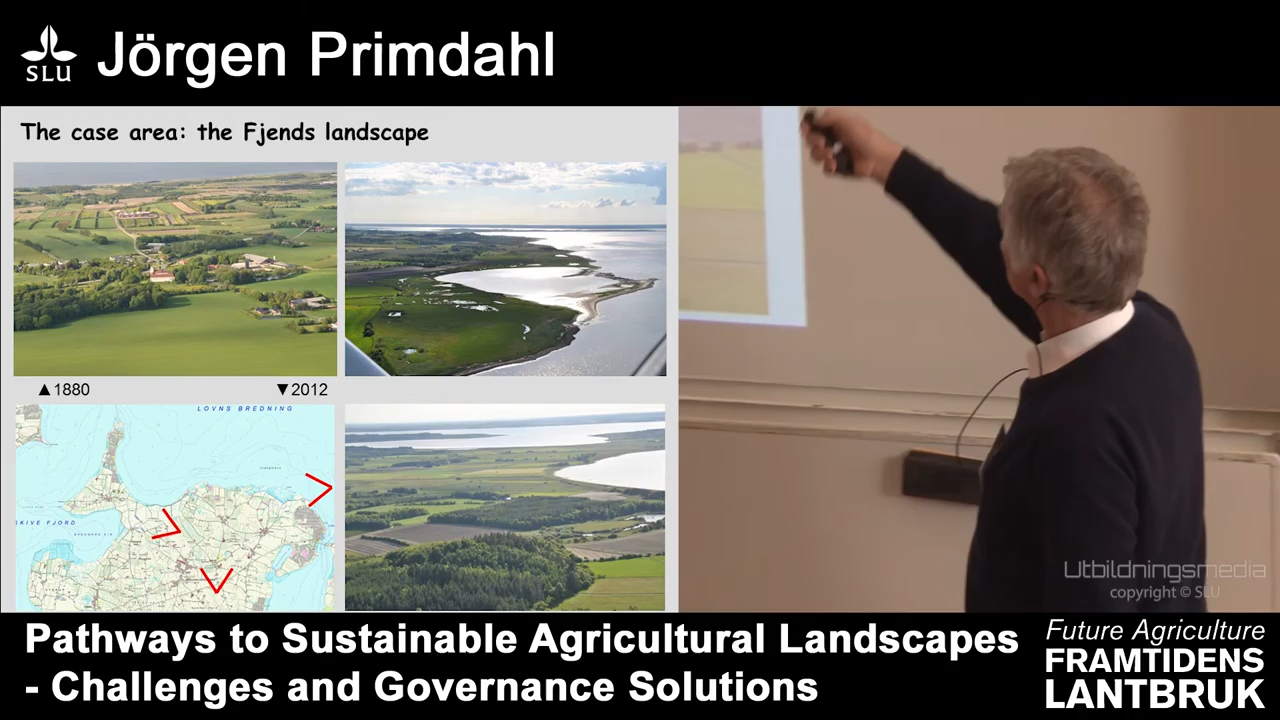 SLU
Jörgen Primdahl
The case area: the Fjends landscape
▲1880
▼2012
LOVNS BREDNING
SKIVE FJORD
Utbildningsmedia
copyright © SLU
Pathways to Sustainable Agricultural Landscapes
- Challenges and Governance Solutions
Future Agriculture
FRAMTIDENS
LANTBRUK